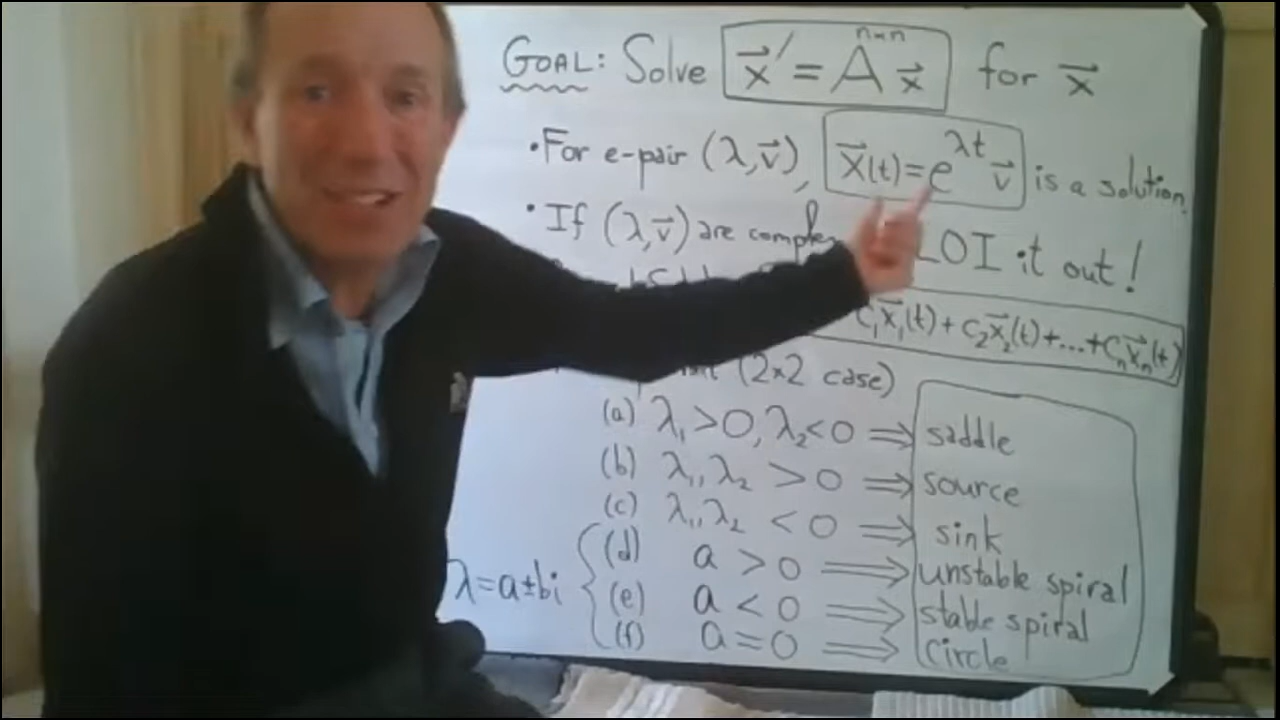 GOAL: Solve x⃗′ = A x⃗ for x⃗
n×n
• For e-pair (λ, v⃗), x⃗(t) = e^λt v⃗ is a solution.
• If (λ, v⃗) are complex LOI it out!
c₁x⃗₁(t) + c₂x⃗₂(t) + ... + cₙx⃗ₙ(t)
(2×2 case)
(a) λ₁ > 0, λ₂ < 0 ⇒ saddle
(b) λ₁, λ₂ > 0 ⇒ source
(c) λ₁, λ₂ < 0 ⇒ sink
(d) a > 0 ⇒ unstable spiral
λ = a ± bi { (e) a < 0 ⇒ stable spiral
(f) a = 0 ⇒ circle